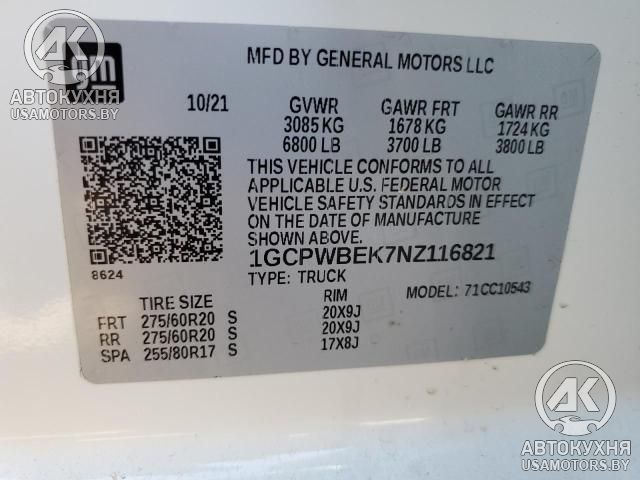 gm
MFD BY GENERAL MOTORS LLC
10/21
GVWR GAWR FRT GAWR RR
3085 KG 1678 KG 1724 KG
6800 LB 3700 LB 3800 LB
THIS VEHICLE CONFORMS TO ALL
APPLICABLE U.S. FEDERAL MOTOR
VEHICLE SAFETY STANDARDS IN EFFECT
ON THE DATE OF MANUFACTURE
SHOWN ABOVE.
1GCPWBEK7NZ116821
8624
TYPE: TRUCK
MODEL: 71CC10543
TIRE SIZE RIM
FRT 275/60R20 S 20X9J
RR 275/60R20 S 20X9J
SPA 255/80R17 S 17X8J
АК
АВТОКУХНЯ
USAMOTORS.BY
АК
АВТОКУХНЯ
USAMOTORS.BY